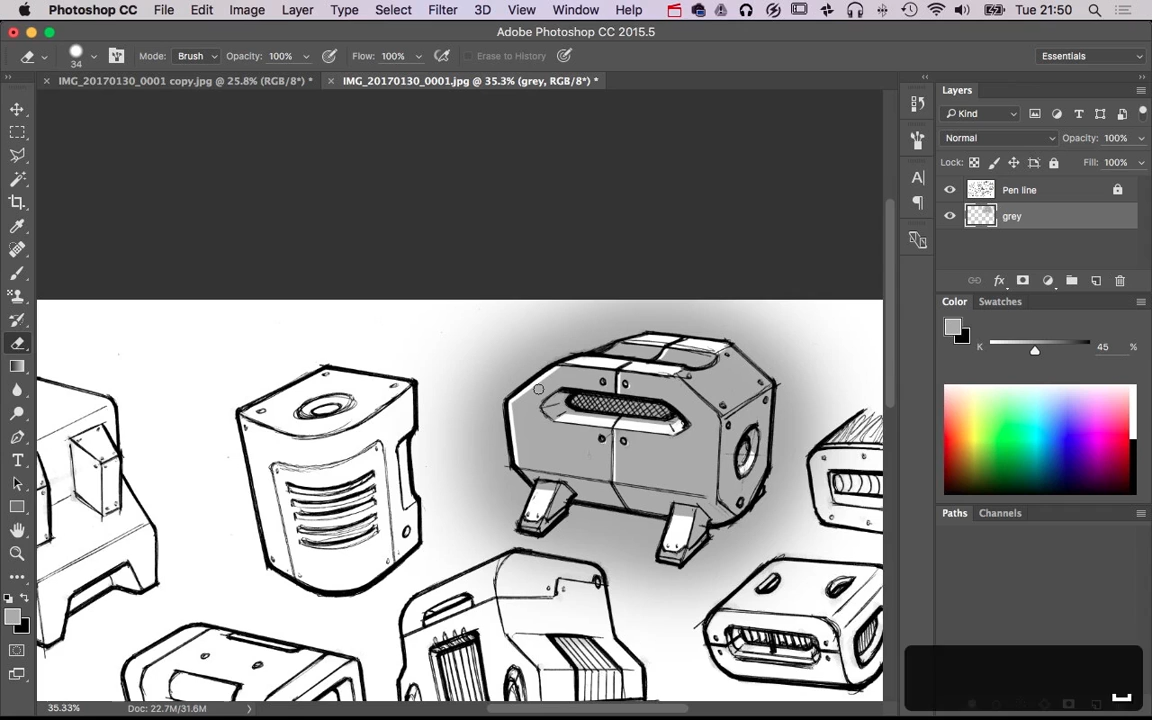 Photoshop CC File Edit Image Layer Type Select Filter 3D View Window Help Tue 21:50
Adobe Photoshop CC 2015.5
34 Mode: Brush Opacity: 100% Flow: 100% Erase to History Essentials
IMG_20170130_0001 copy.jpg @ 25.8% (RGB/8*) * IMG_20170130_0001.jpg @ 35.3% (grey, RGB/8*) *
Layers
Kind
Normal Opacity: 100%
Lock: Fill: 100%
Pen line
grey
Color Swatches
K 45 %
Paths Channels
35.33% Doc: 22.7M/31.6M